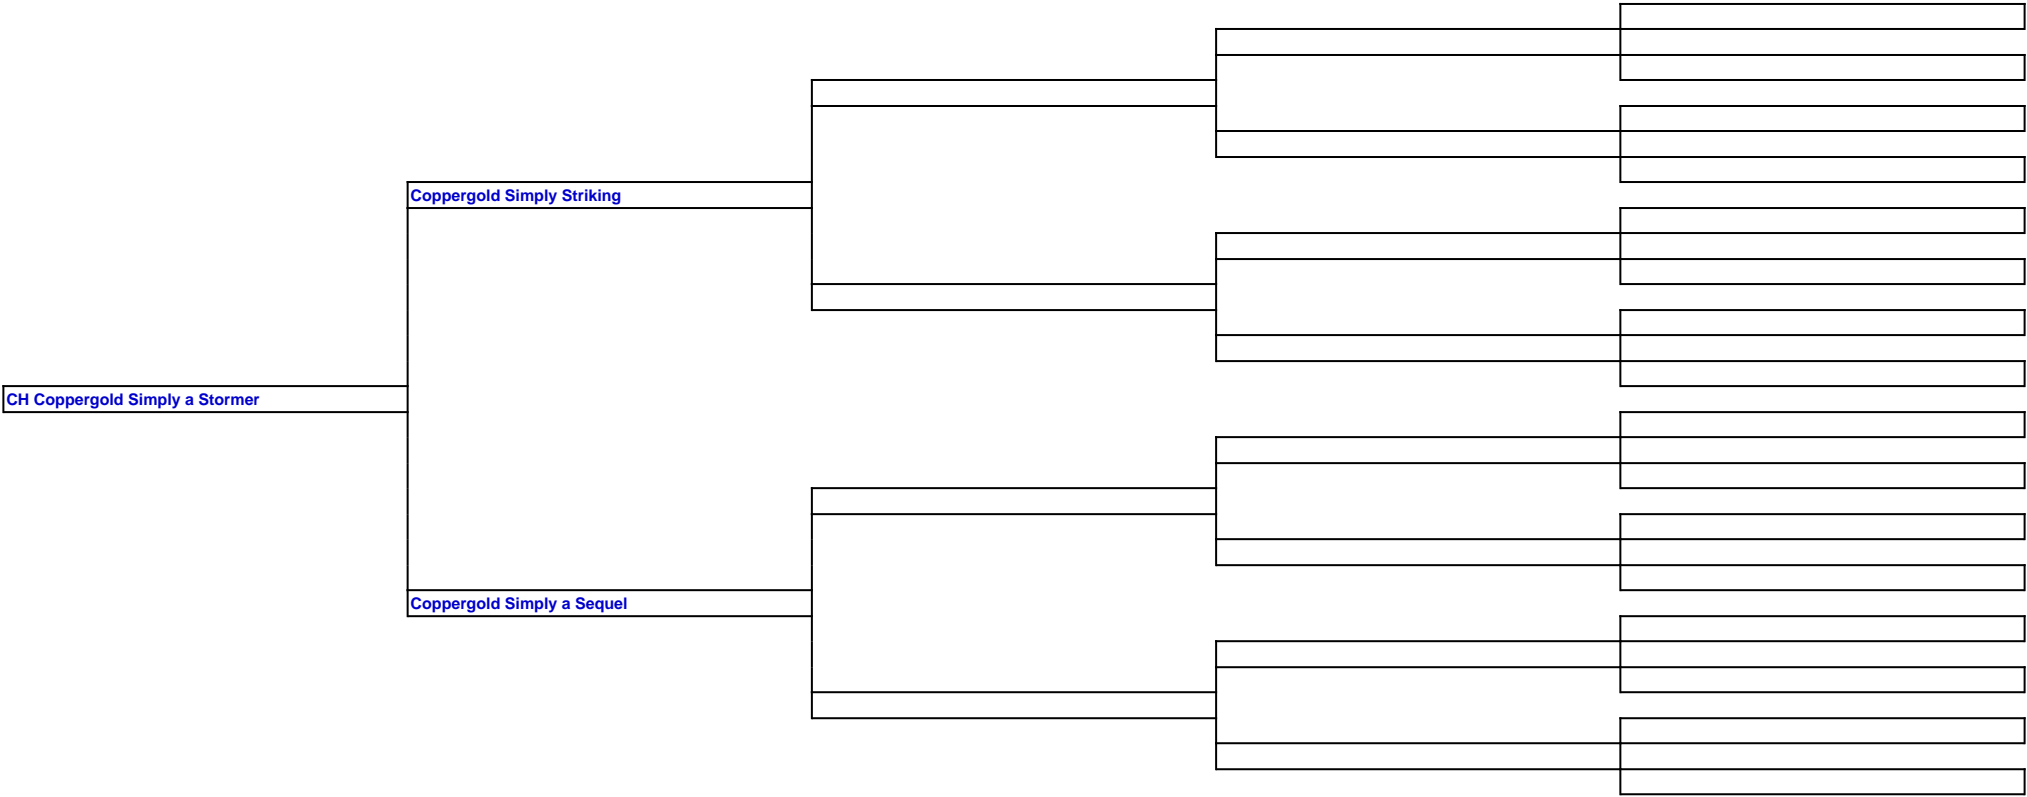 Coppergold Simply Striking
CH Coppergold Simply a Stormer
Coppergold Simply a Sequel